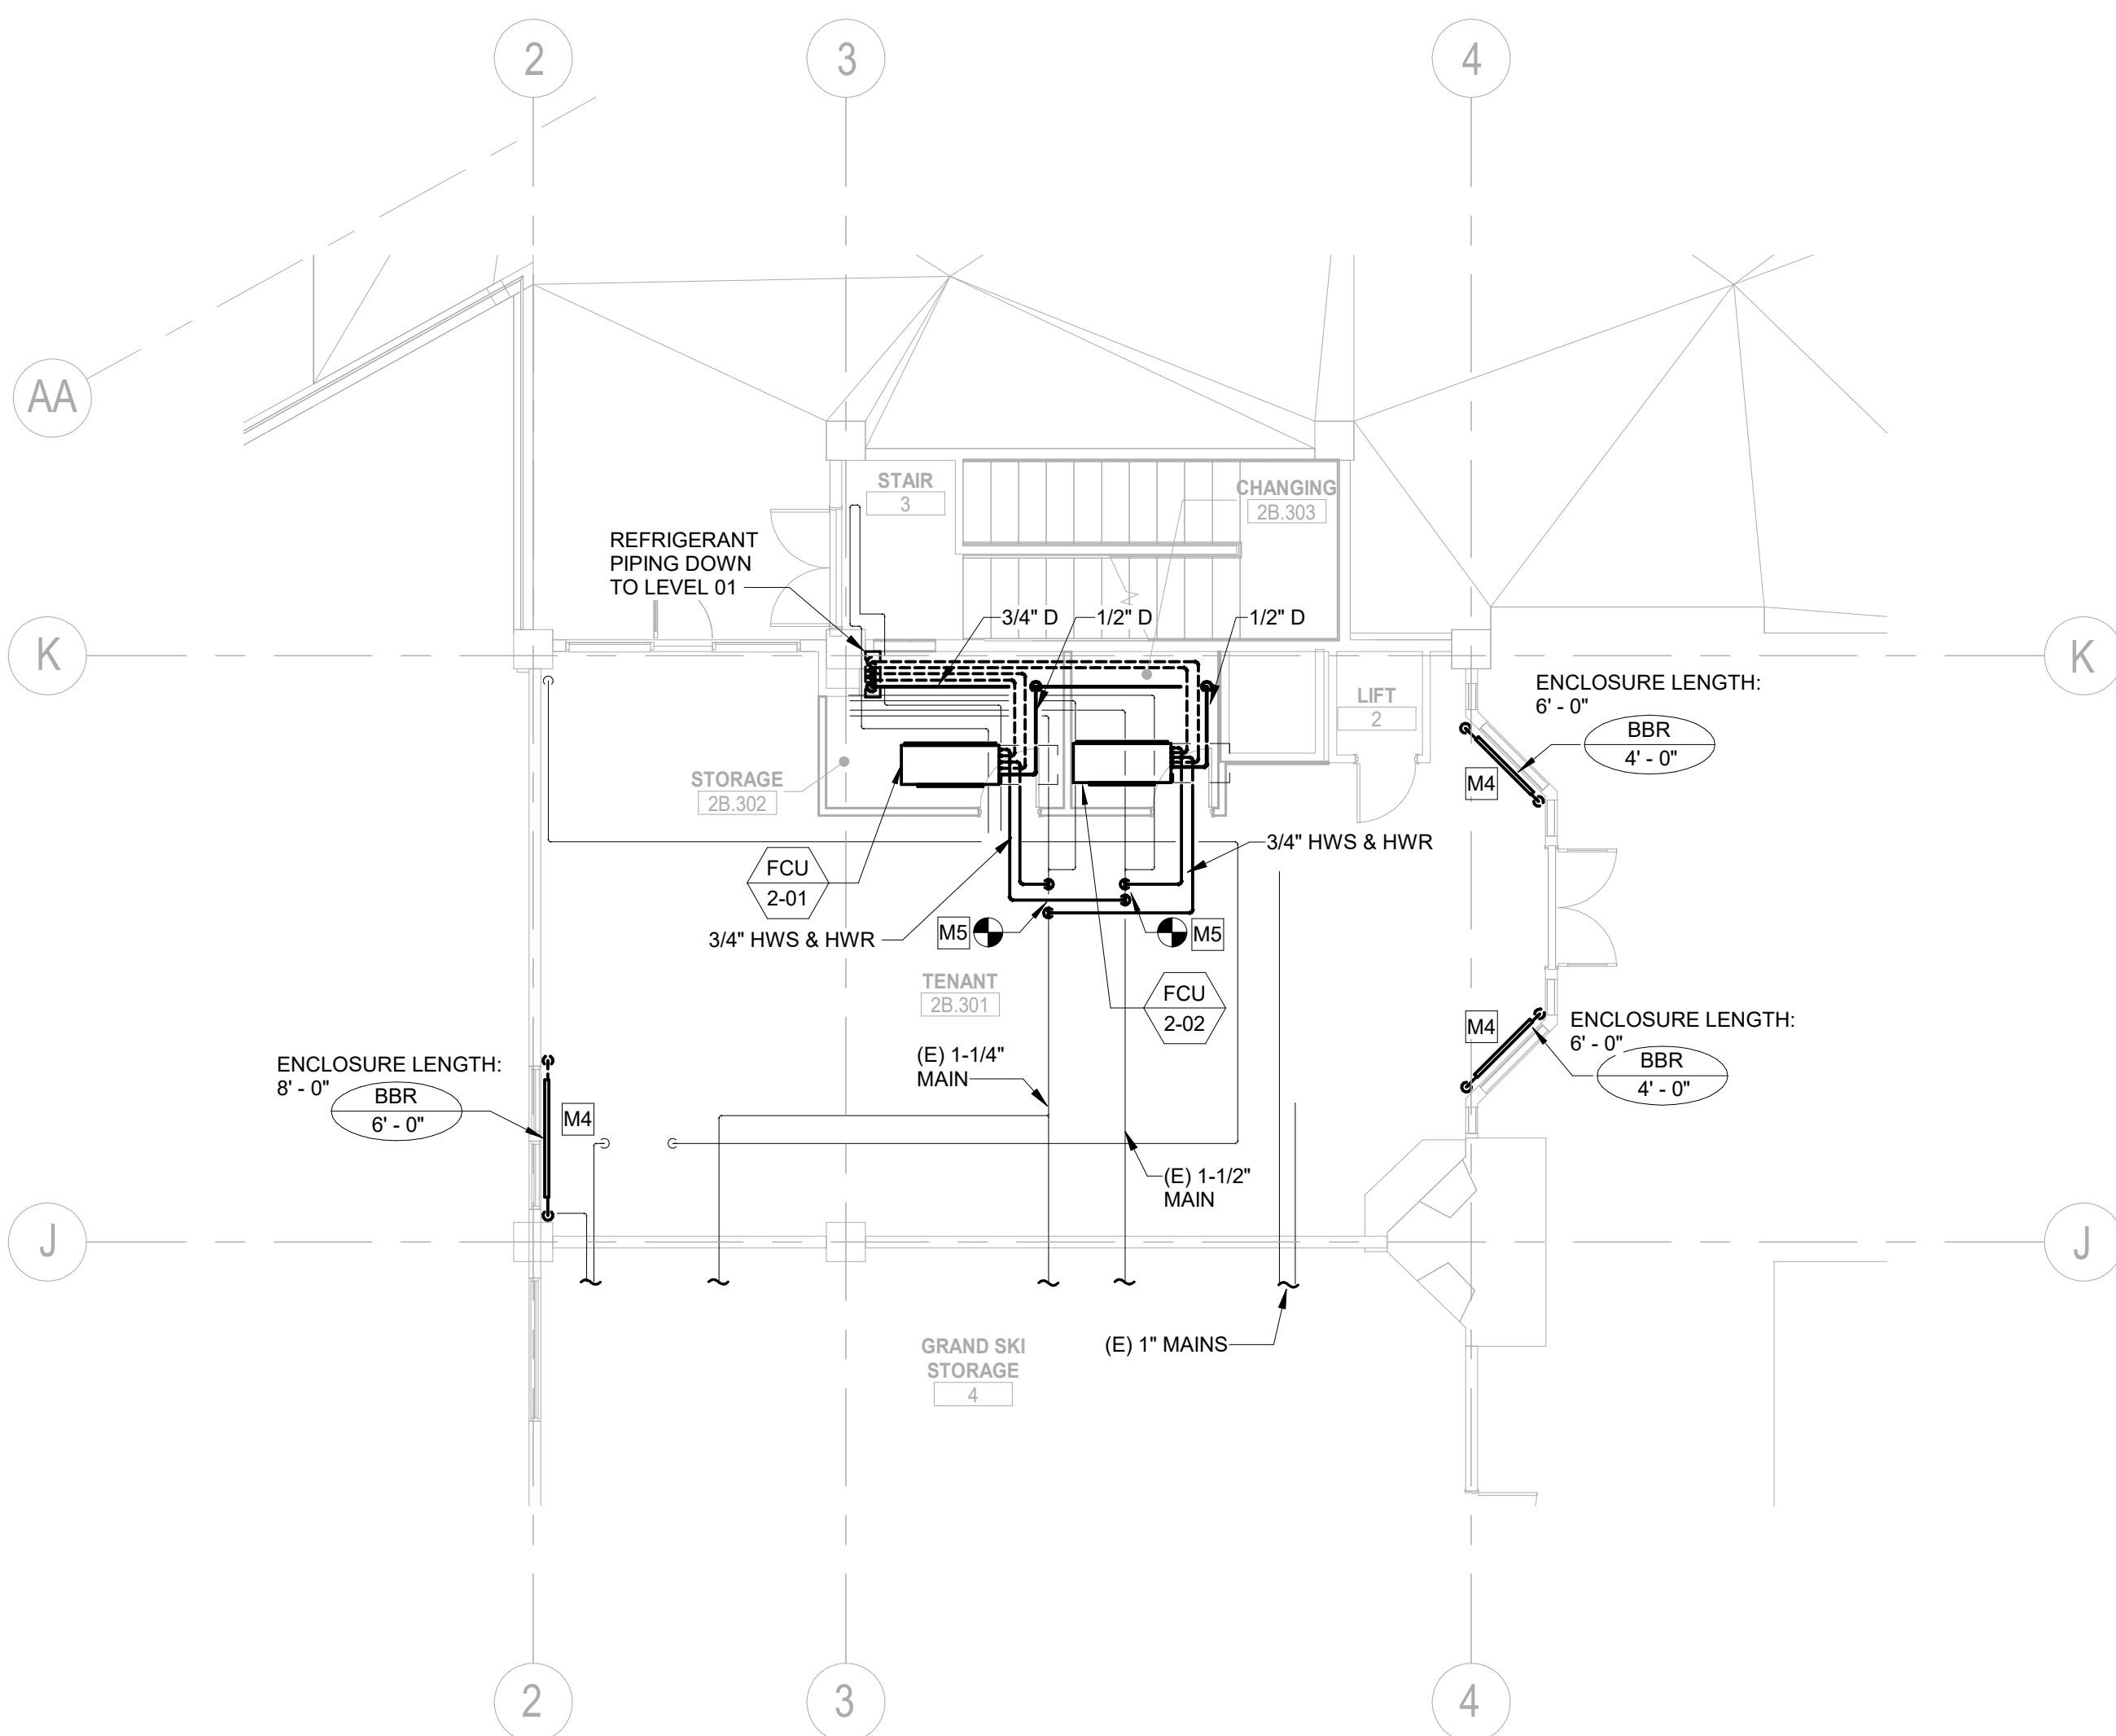 2
3
4
AA
STAIR
3
CHANGING
2B.303
REFRIGERANT
PIPING DOWN
TO LEVEL 01
3/4" D
1/2" D
1/2" D
K
K
ENCLOSURE LENGTH:
6' - 0"
BBR
4' - 0"
LIFT
2
M4
STORAGE
2B.302
3/4" HWS & HWR
FCU
2-01
3/4" HWS & HWR
M5
M5
TENANT
2B.301
FCU
2-02
M4
ENCLOSURE LENGTH:
6' - 0"
BBR
4' - 0"
(E) 1-1/4"
MAIN
ENCLOSURE LENGTH:
8' - 0"
BBR
6' - 0"
M4
(E) 1-1/2"
MAIN
J
J
(E) 1" MAINS
GRAND SKI
STORAGE
4
2
3
4